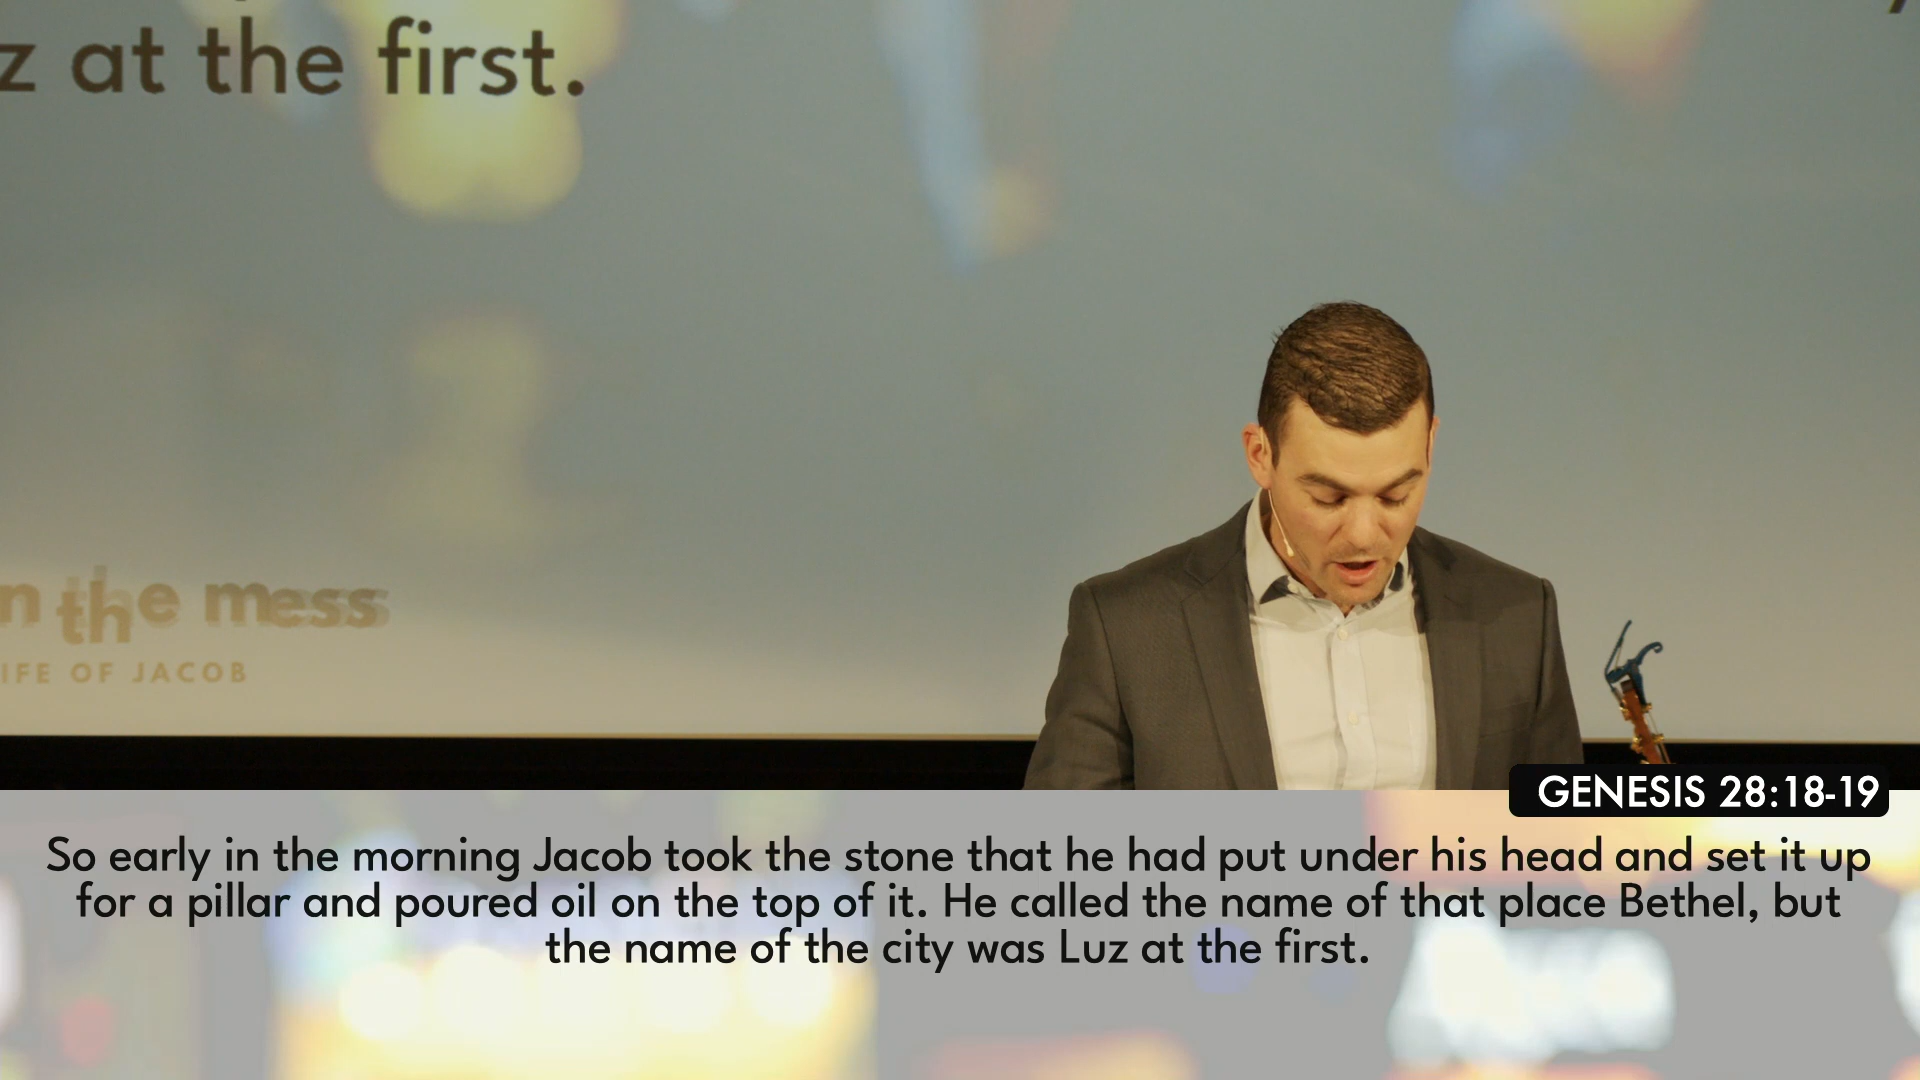 z at the first.
n the mess
IFE OF JACOB
GENESIS 28:18-19
So early in the morning Jacob took the stone that he had put under his head and set it up
for a pillar and poured oil on the top of it. He called the name of that place Bethel, but
the name of the city was Luz at the first.